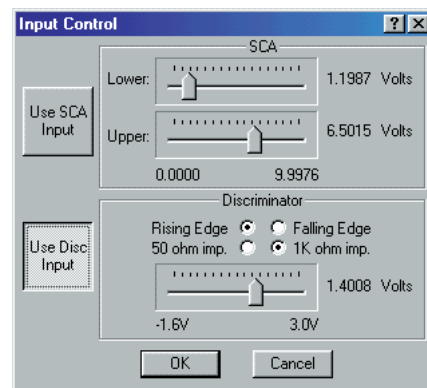 Input Control
SCA
Use SCA
Input
Lower: 1.1987 Volts
Upper: 6.5015 Volts
0.0000 9.9976
Discriminator
Use Disc
Input
Rising Edge Falling Edge
50 ohm imp. 1K ohm imp.
1.4008 Volts
-1.6V 3.0V
OK Cancel